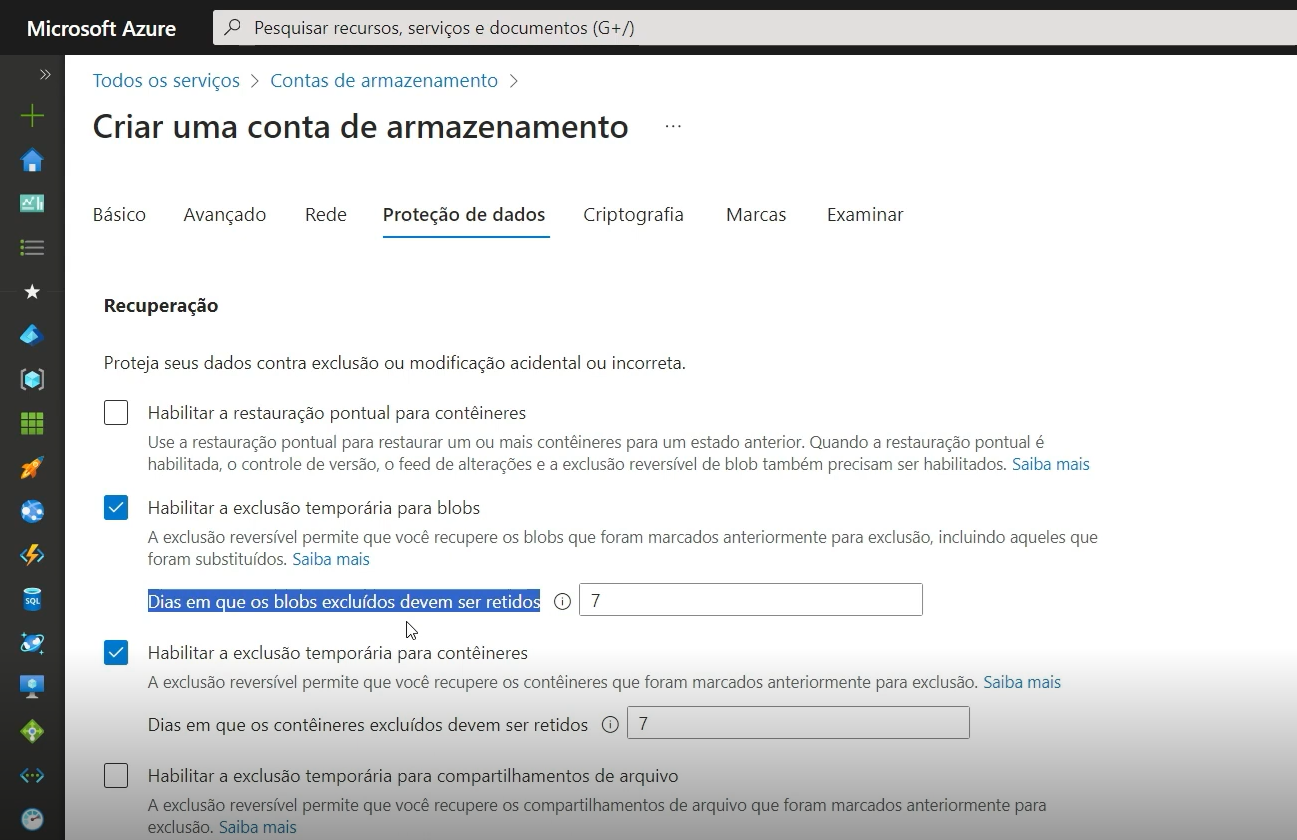 Microsoft Azure
Pesquisar recursos, serviços e documentos (G+/)
Todos os serviços > Contas de armazenamento >
Criar uma conta de armazenamento ...
Básico Avançado Rede Proteção de dados Criptografia Marcas Examinar
Recuperação
Proteja seus dados contra exclusão ou modificação acidental ou incorreta.
Habilitar a restauração pontual para contêineres
Use a restauração pontual para restaurar um ou mais contêineres para um estado anterior. Quando a restauração pontual é
habilitada, o controle de versão, o feed de alterações e a exclusão reversível de blob também precisam ser habilitados. Saiba mais
Habilitar a exclusão temporária para blobs
A exclusão reversível permite que você recupere os blobs que foram marcados anteriormente para exclusão, incluindo aqueles que
foram substituídos. Saiba mais
Dias em que os blobs excluídos devem ser retidos 7
Habilitar a exclusão temporária para contêineres
A exclusão reversível permite que você recupere os contêineres que foram marcados anteriormente para exclusão. Saiba mais
Dias em que os contêineres excluídos devem ser retidos 7
Habilitar a exclusão temporária para compartilhamentos de arquivo
A exclusão reversível permite que você recupere os compartilhamentos de arquivo que foram marcados anteriormente para
exclusão. Saiba mais
SQL